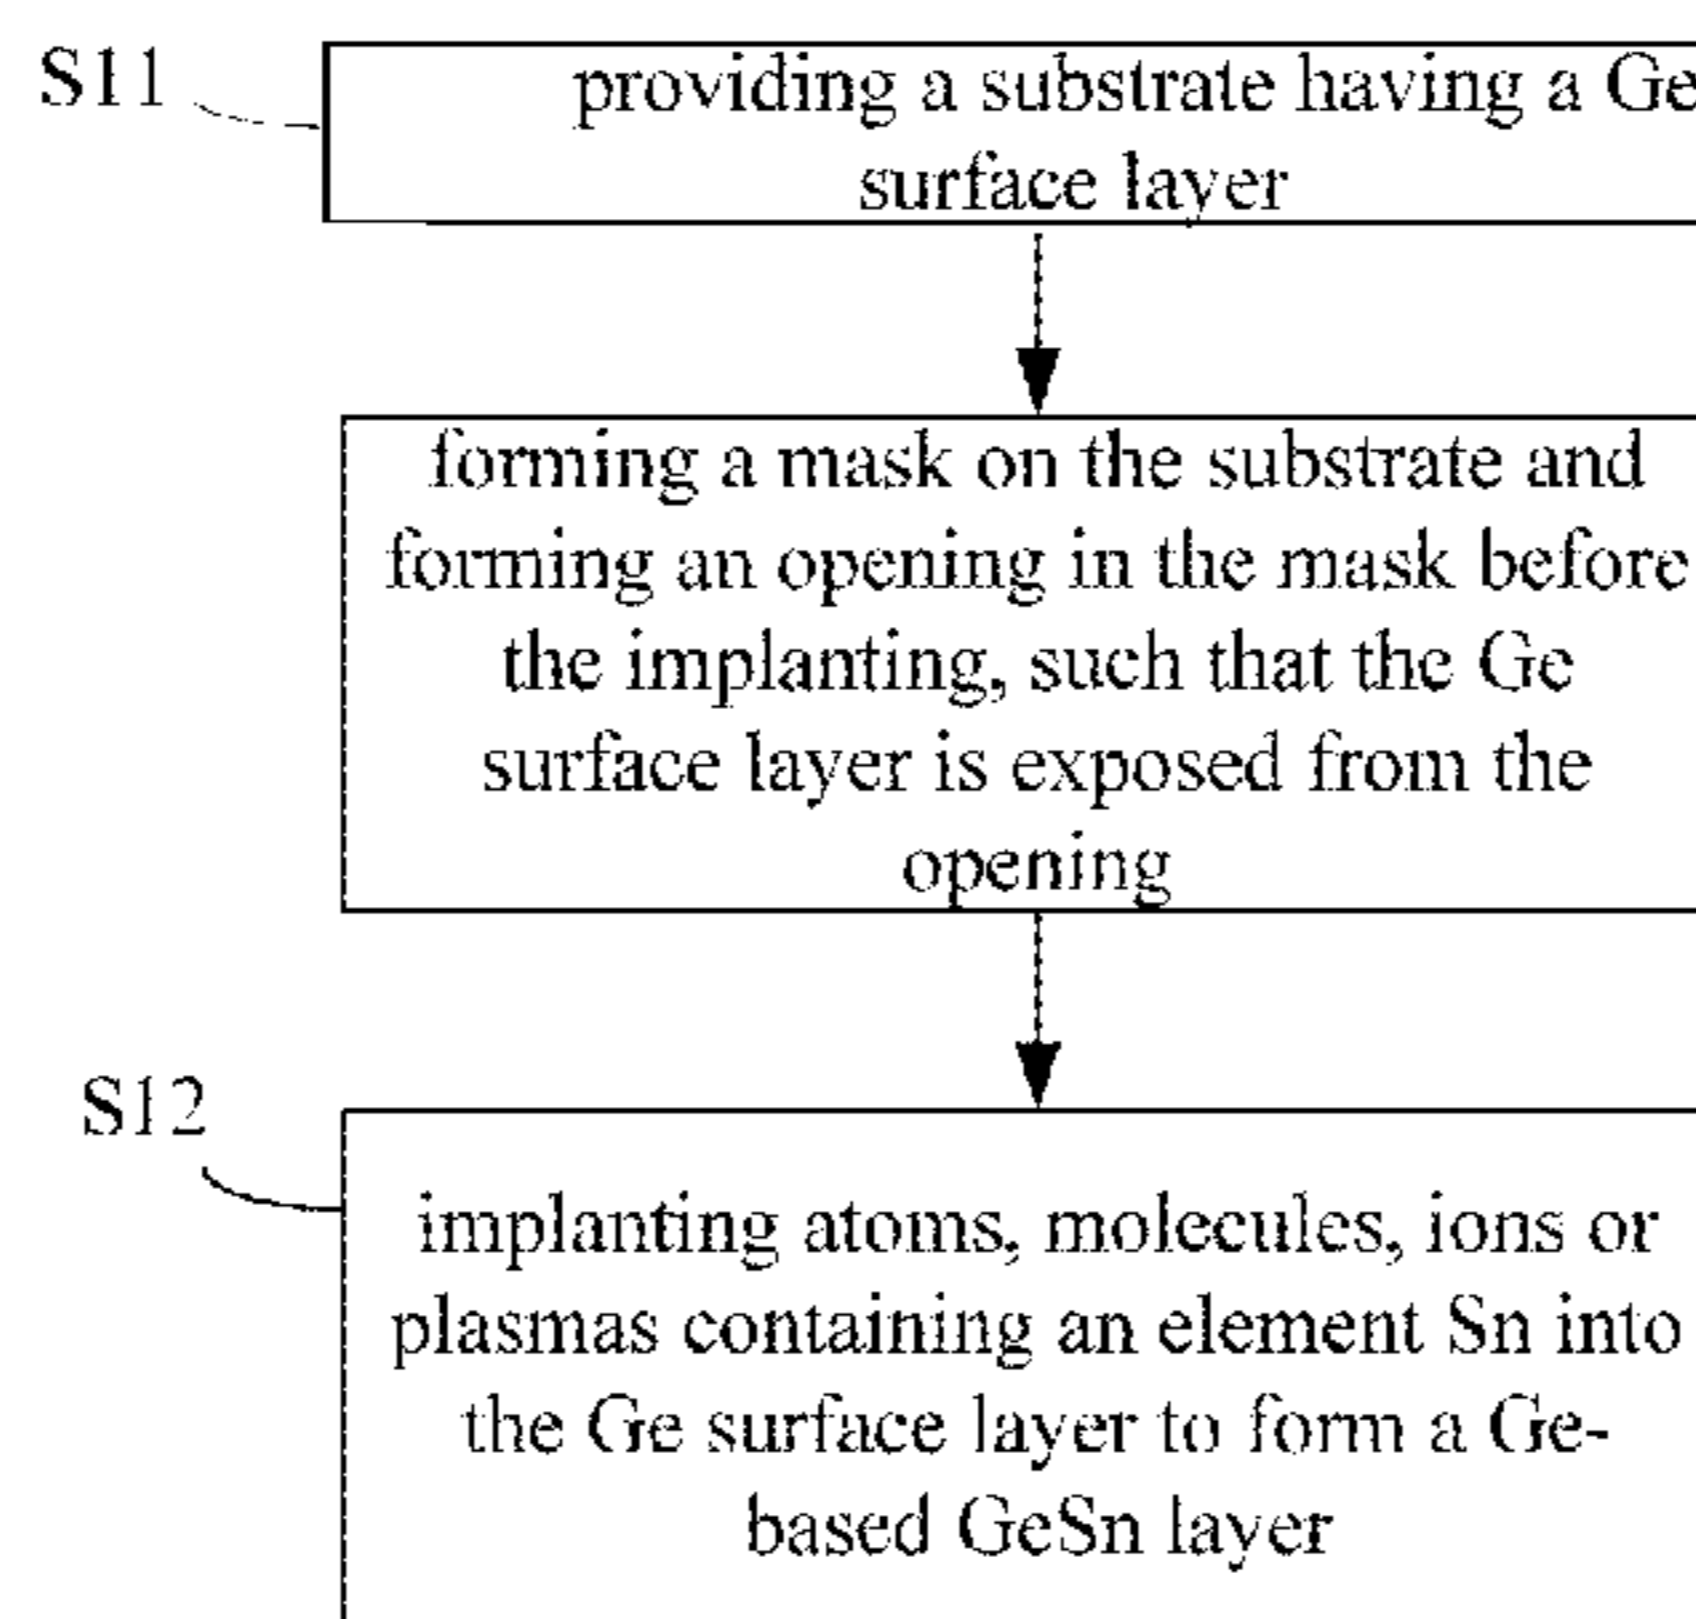 S11
providing a substrate having a Ge
surface layer
forming a mask on the substrate and
forming an opening in the mask before
the implanting, such that the Ge
surface layer is exposed from the
opening
S12
implanting atoms, molecules, ions or
plasmas containing an element Sn into
the Ge surface layer to form a Ge-
based GeSn layer